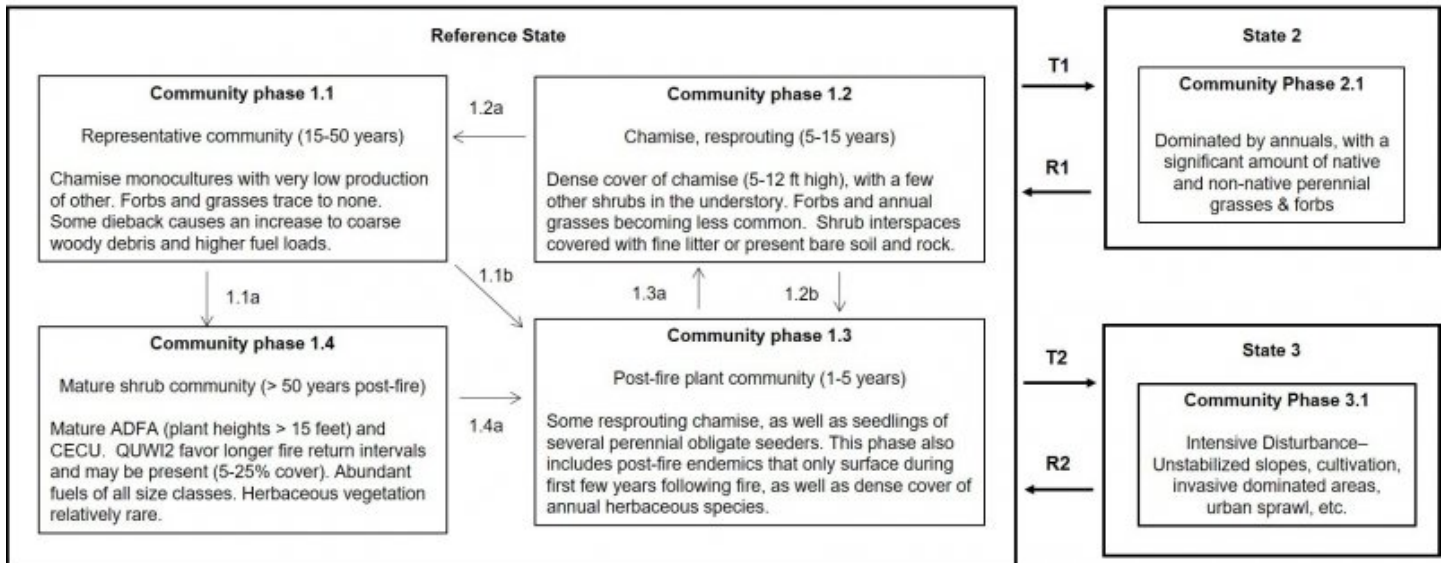 Reference State
Community phase 1.1
Representative community (15-50 years)
Chamise monocultures with very low production
of other. Forbs and grasses trace to none.
Some dieback causes an increase to coarse
woody debris and higher fuel loads.
1.2a
Community phase 1.2
Chamise, resprouting (5-15 years)
Dense cover of chamise (5-12 ft high), with a few
other shrubs in the understory. Forbs and annual
grasses becoming less common. Shrub interspaces
covered with fine litter or present bare soil and rock.
1.1a
1.1b
1.3a
1.2b
Community phase 1.4
Mature shrub community (> 50 years post-fire)
Mature ADFA (plant heights > 15 feet) and
CECU. QUWI2 favor longer fire return intervals
and may be present (5-25% cover). Abundant
fuels of all size classes. Herbaceous vegetation
relatively rare.
1.4a
Community phase 1.3
Post-fire plant community (1-5 years)
Some resprouting chamise, as well as seedlings of
several perennial obligate seeders. This phase also
includes post-fire endemics that only surface during
first few years following fire, as well as dense cover of
annual herbaceous species.
T1
R1
State 2
Community Phase 2.1
Dominated by annuals, with a
significant amount of native
and non-native perennial
grasses & forbs
T2
R2
State 3
Community Phase 3.1
Intensive Disturbance–
Unstabilized slopes, cultivation,
invasive dominated areas,
urban sprawl, etc.